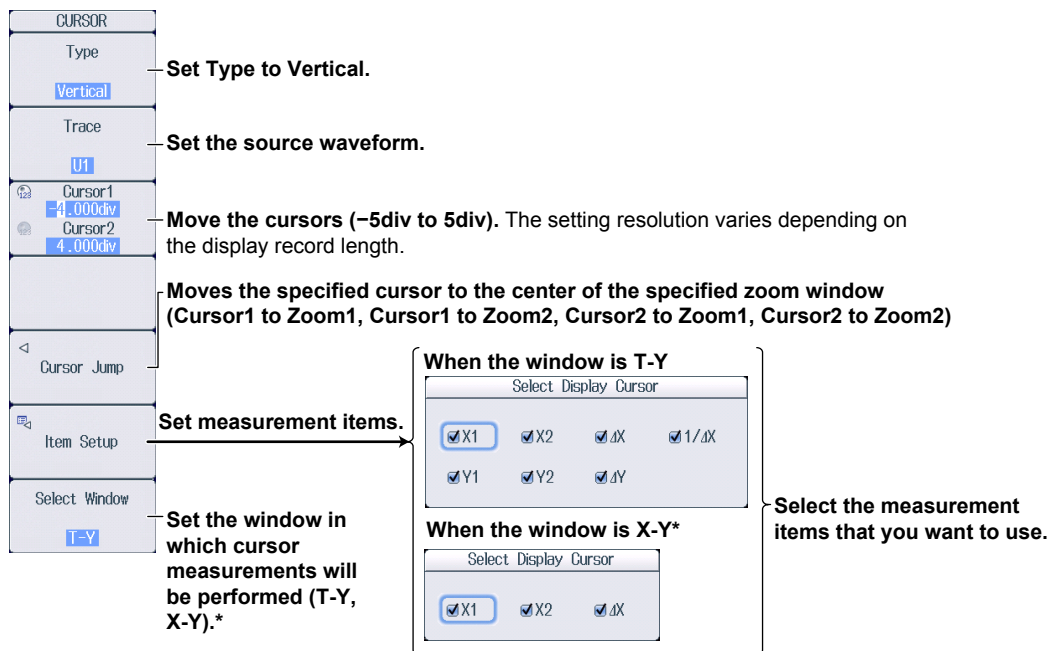 CURSOR
Type
Vertical
Set Type to Vertical.
Trace
U1
Set the source waveform.
Cursor1
-4.000div
Cursor2
4.000div
Move the cursors (−5div to 5div). The setting resolution varies depending on
the display record length.
Moves the specified cursor to the center of the specified zoom window
(Cursor1 to Zoom1, Cursor1 to Zoom2, Cursor2 to Zoom1, Cursor2 to Zoom2)
Cursor Jump
Item Setup
Set measurement items.
When the window is T-Y
Select Display Cursor
X1 X2 ΔX 1/ΔX
Y1 Y2 ΔY
When the window is X-Y*
Select Display Cursor
X1 X2 ΔX
Select the measurement
items that you want to use.
Select Window
T-Y
Set the window in
which cursor
measurements will
be performed (T-Y,
X-Y).*